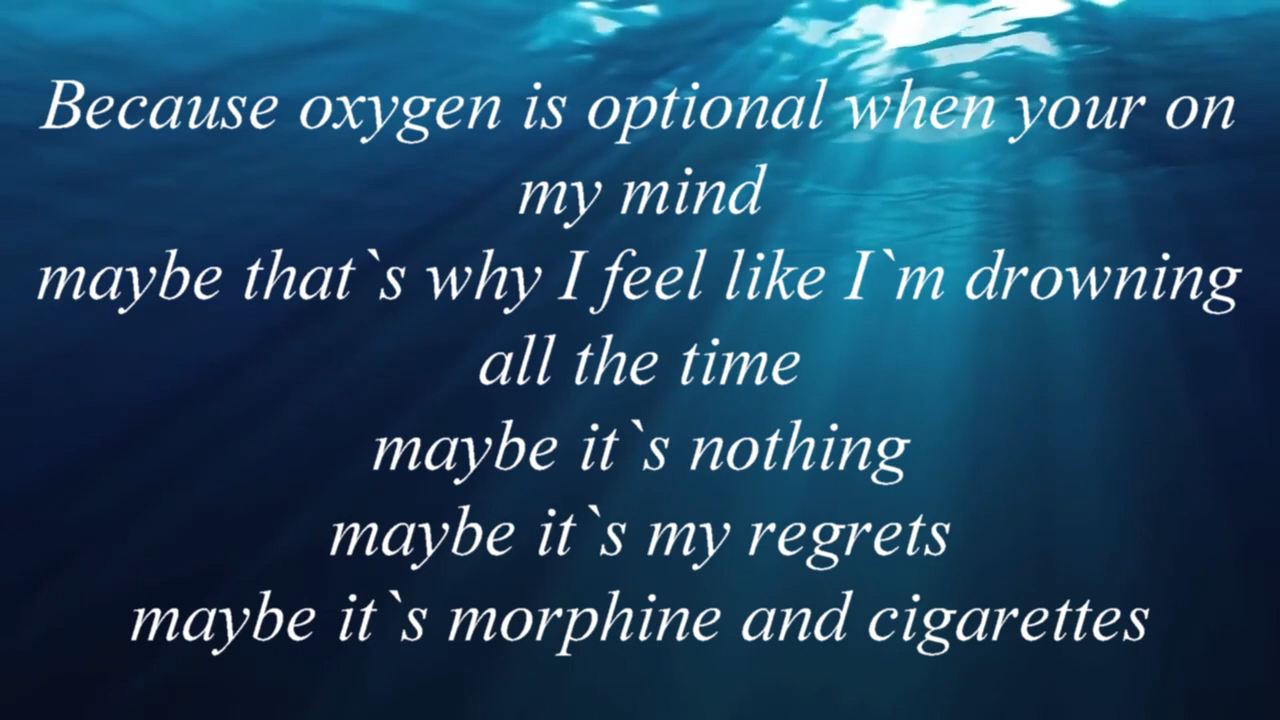 Because oxygen is optional when your on
my mind
maybe that`s why I feel like I`m drowning
all the time
maybe it`s nothing
maybe it`s my regrets
maybe it`s morphine and cigarettes